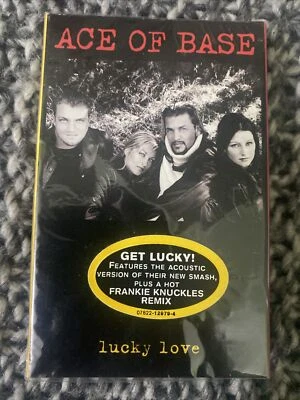 ACE OF BASE
GET LUCKY!
FEATURES THE ACOUSTIC
VERSION OF THEIR NEW SMASH,
PLUS A HOT
FRANKIE KNUCKLES
REMIX
07822-12979-4
lucky love